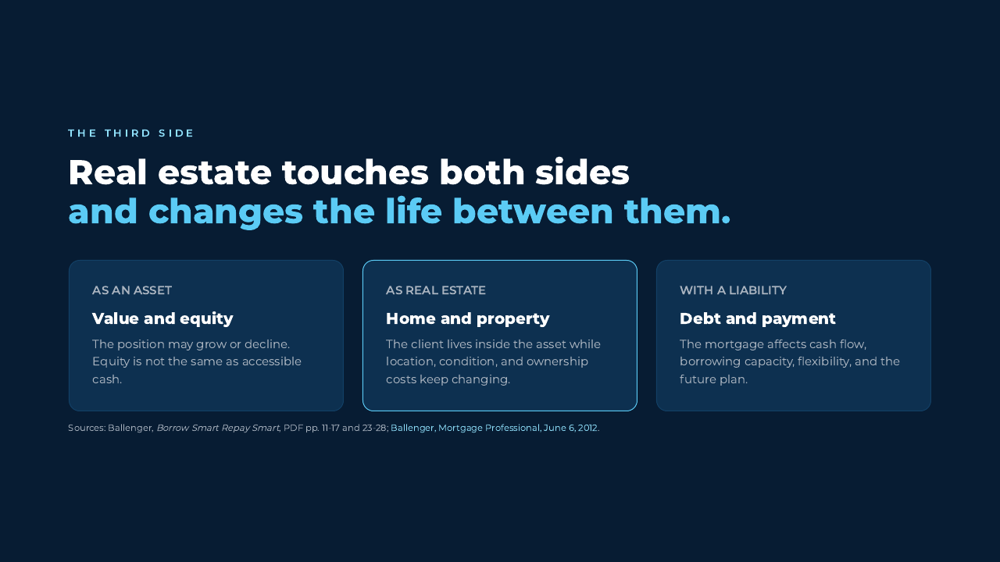 THE THIRD SIDE
Real estate touches both sides
and changes the life between them.
AS AN ASSET
Value and equity
The position may grow or decline.
Equity is not the same as accessible
cash.
AS REAL ESTATE
Home and property
The client lives inside the asset while
location, condition, and ownership
costs keep changing.
WITH A LIABILITY
Debt and payment
The mortgage affects cash flow,
borrowing capacity, flexibility, and the
future plan.
Sources: Ballenger, Borrow Smart Repay Smart, PDF pp. 11-17 and 23-28; Ballenger, Mortgage Professional, June 6, 2012.